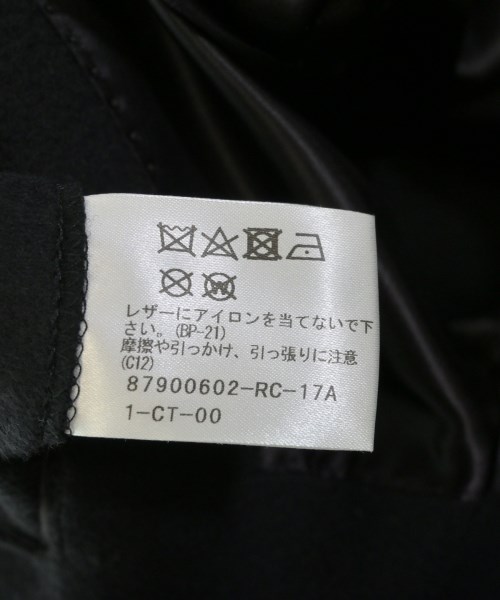 レザーにアイロンを当てないで下
さい。(BP-21)
摩擦や引っかけ、引っ張りに注意
(C12)
87900602-RC-17A
1-CT-00